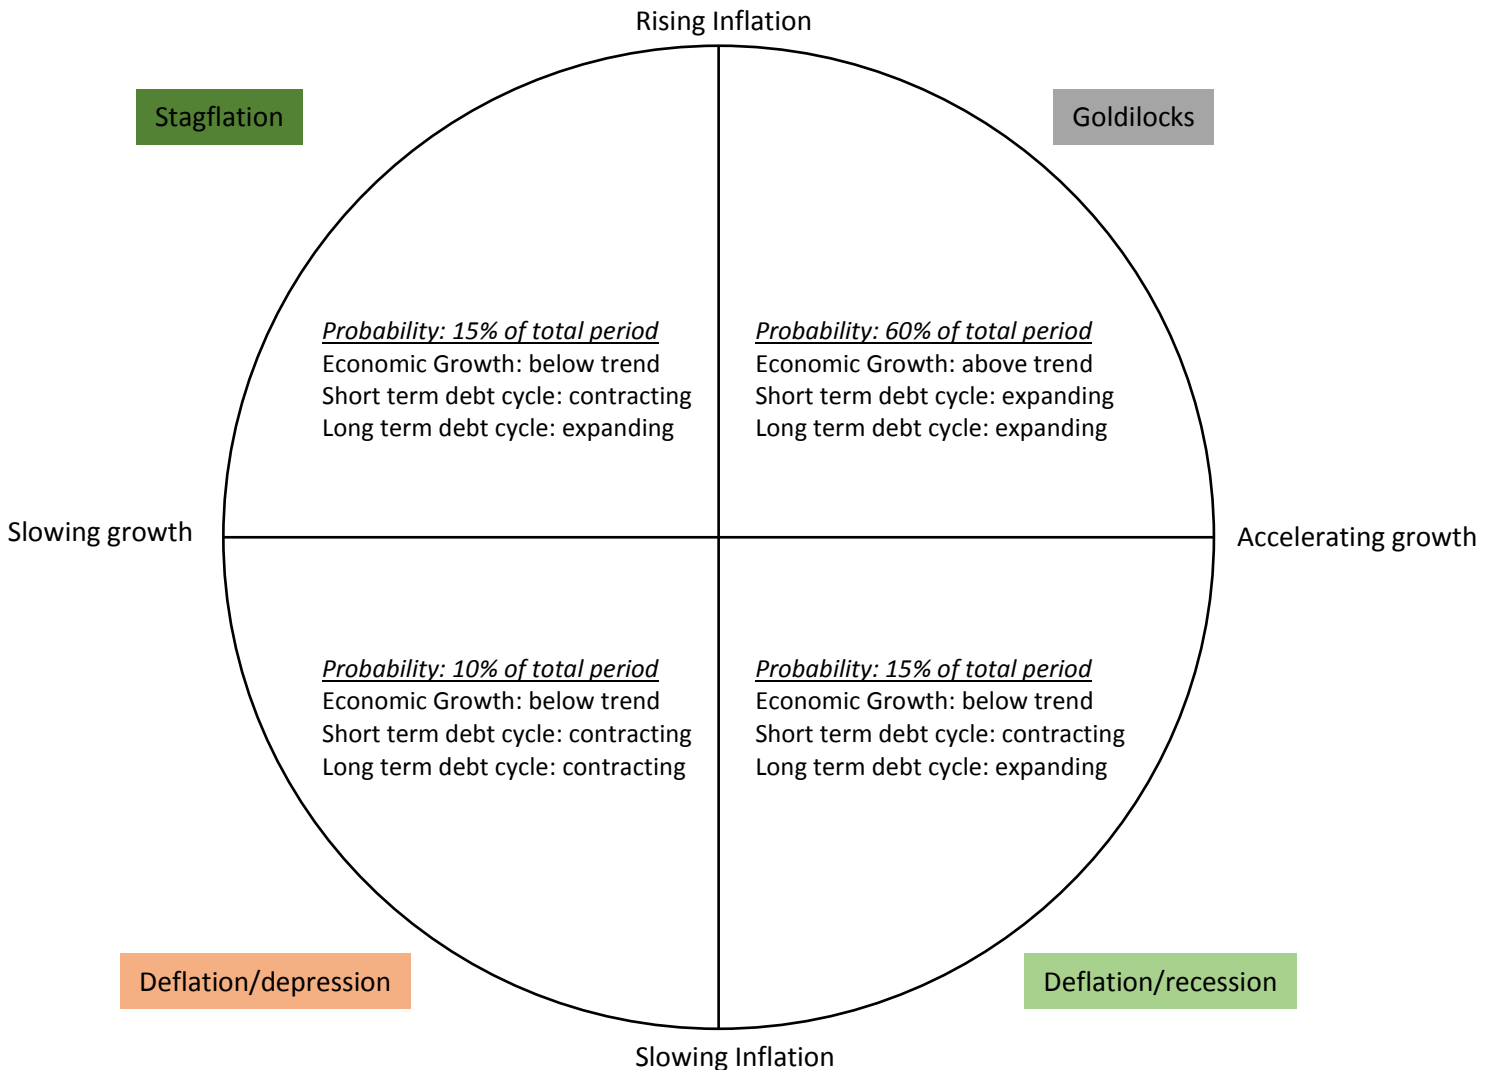 Rising Inflation
Stagflation
Goldilocks
Probability: 15% of total period
Economic Growth: below trend
Short term debt cycle: contracting
Long term debt cycle: expanding
Probability: 60% of total period
Economic Growth: above trend
Short term debt cycle: expanding
Long term debt cycle: expanding
Slowing growth
Accelerating growth
Probability: 10% of total period
Economic Growth: below trend
Short term debt cycle: contracting
Long term debt cycle: contracting
Probability: 15% of total period
Economic Growth: below trend
Short term debt cycle: contracting
Long term debt cycle: expanding
Deflation/depression
Deflation/recession
Slowing Inflation